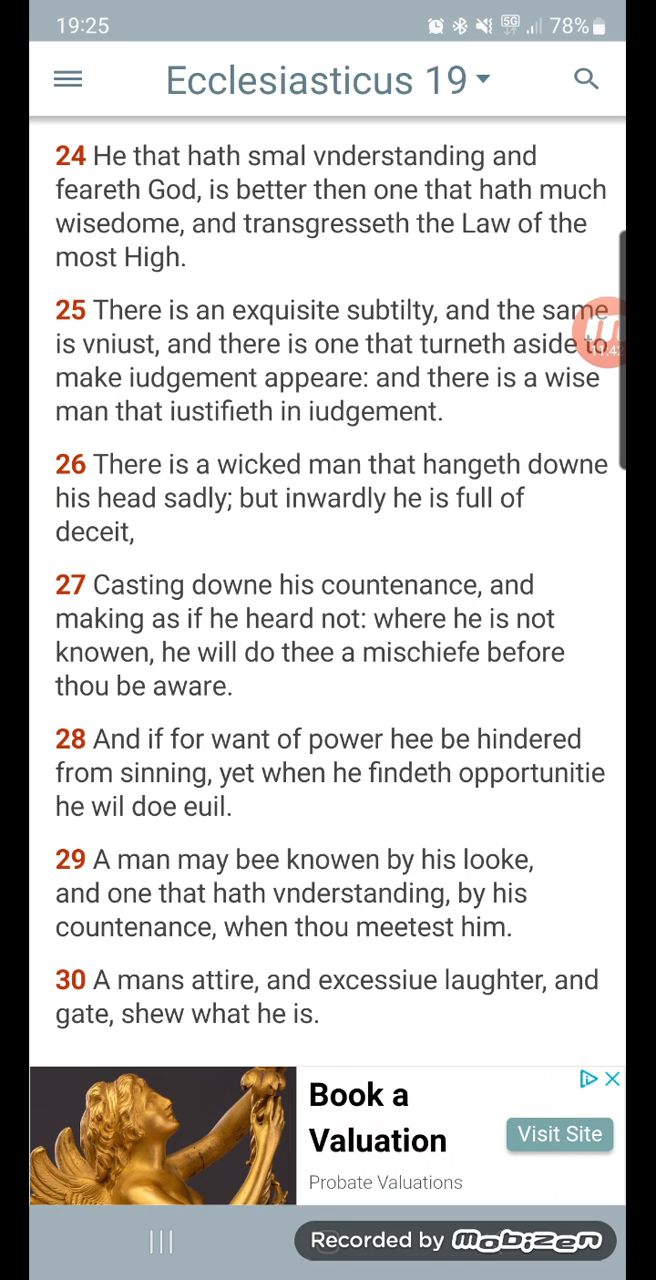 19:25
5G
78%
Ecclesiasticus 19
24 He that hath smal vnderstanding and
feareth God, is better then one that hath much
wisedome, and transgresseth the Law of the
most High.
25 There is an exquisite subtilty, and the same
is vniust, and there is one that turneth aside to
11:42
make iudgement appeare: and there is a wise
man that iustifieth in iudgement.
26 There is a wicked man that hangeth downe
his head sadly; but inwardly he is full of
deceit,
27 Casting downe his countenance, and
making as if he heard not: where he is not
knowen, he will do thee a mischiefe before
thou be aware.
28 And if for want of power hee be hindered
from sinning, yet when he findeth opportunitie
he wil doe euil.
29 A man may bee knowen by his looke,
and one that hath vnderstanding, by his
countenance, when thou meetest him.
30 A mans attire, and excessiue laughter, and
gate, shew what he is.
Book a
Valuation
Visit Site
Probate Valuations
Recorded by mobizen